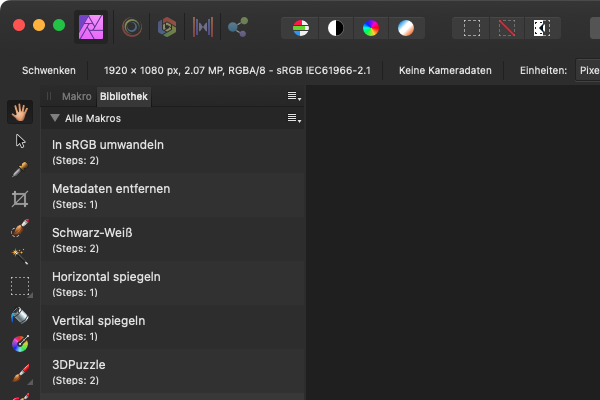 Schwenken
1920 × 1080 px, 2.07 MP, RGBA/8 - sRGB IEC61966-2.1
Keine Kameradaten
Einheiten:
Pixe
Makro
Bibliothek
Alle Makros
In sRGB umwandeln
(Steps: 2)
Metadaten entfernen
(Steps: 1)
Schwarz-Weiß
(Steps: 2)
Horizontal spiegeln
(Steps: 1)
Vertikal spiegeln
(Steps: 1)
3DPuzzle
(Steps: 2)